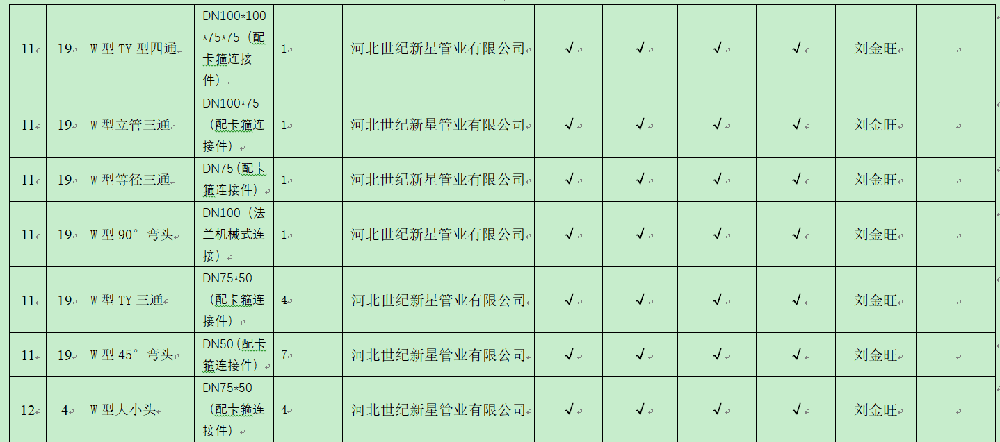 11 19 W 型 TY 型四通 DN100*100 1 河北世纪新星管业有限公司 √ √ √ √ 刘金旺
*75*75（配
卡箍连接
件）
11 19 W 型立管三通 DN100*75 1 河北世纪新星管业有限公司 √ √ √ √ 刘金旺
（配卡箍连
接件）
11 19 W 型等径三通 DN75(配卡 1 河北世纪新星管业有限公司 √ √ √ √ 刘金旺
箍连接件）
11 19 W 型 90°弯头 DN100（法 1 河北世纪新星管业有限公司 √ √ √ √ 刘金旺
兰机械式连
接）
11 19 W 型 TY 三通 DN75*50 4 河北世纪新星管业有限公司 √ √ √ √ 刘金旺
（配卡箍连
接件）
11 19 W 型 45°弯头 DN50(配卡 7 河北世纪新星管业有限公司 √ √ √ √ 刘金旺
箍连接件）
12 4 W 型大小头 DN75*50 4 河北世纪新星管业有限公司 √ √ √ √ 刘金旺
（配卡箍连
接件）